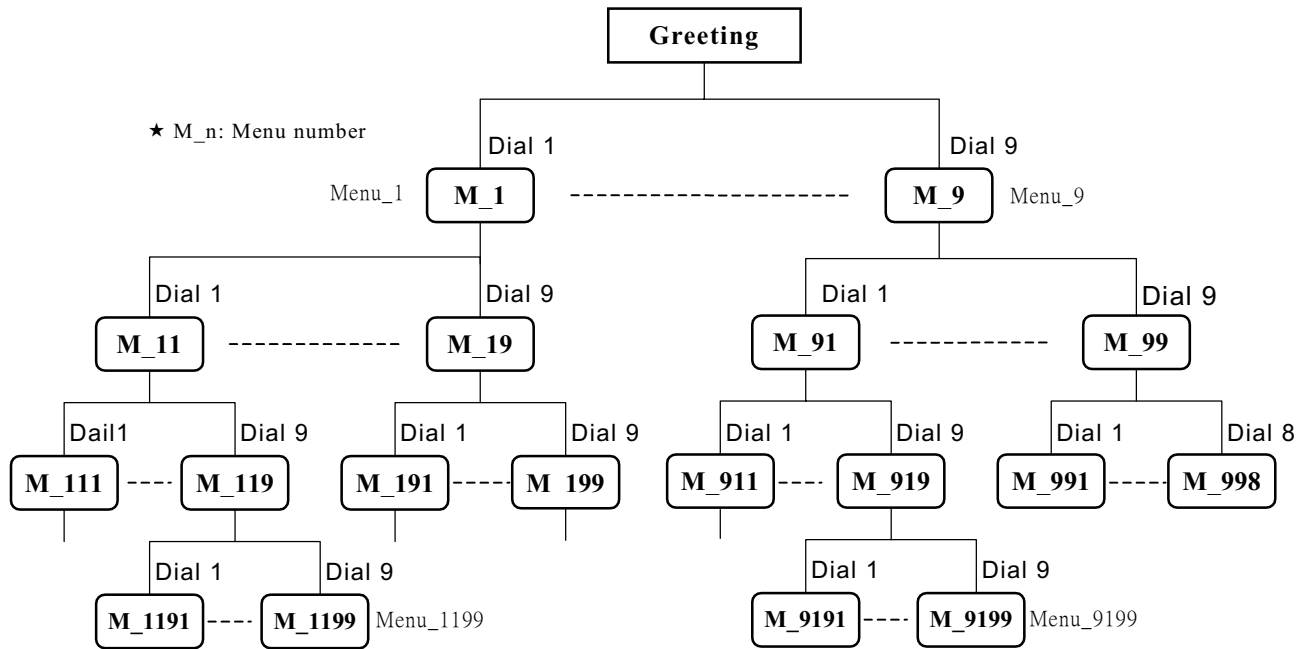 Greeting
★ M_n: Menu number
Dial 1
Dial 9
Menu_1
M_1
M_9
Menu_9
Dial 1
Dial 9
Dial 1
Dial 9
M_11
M_19
M_91
M_99
Dail1
Dial 9
Dial 1
Dial 9
Dial 1
Dial 9
Dial 1
Dial 8
M_111
M_119
M_191
M 199
M_911
M_919
M_991
M_998
Dial 1
Dial 9
Dial 1
Dial 9
M_1191
M_1199
Menu_1199
M_9191
M_9199
Menu_9199